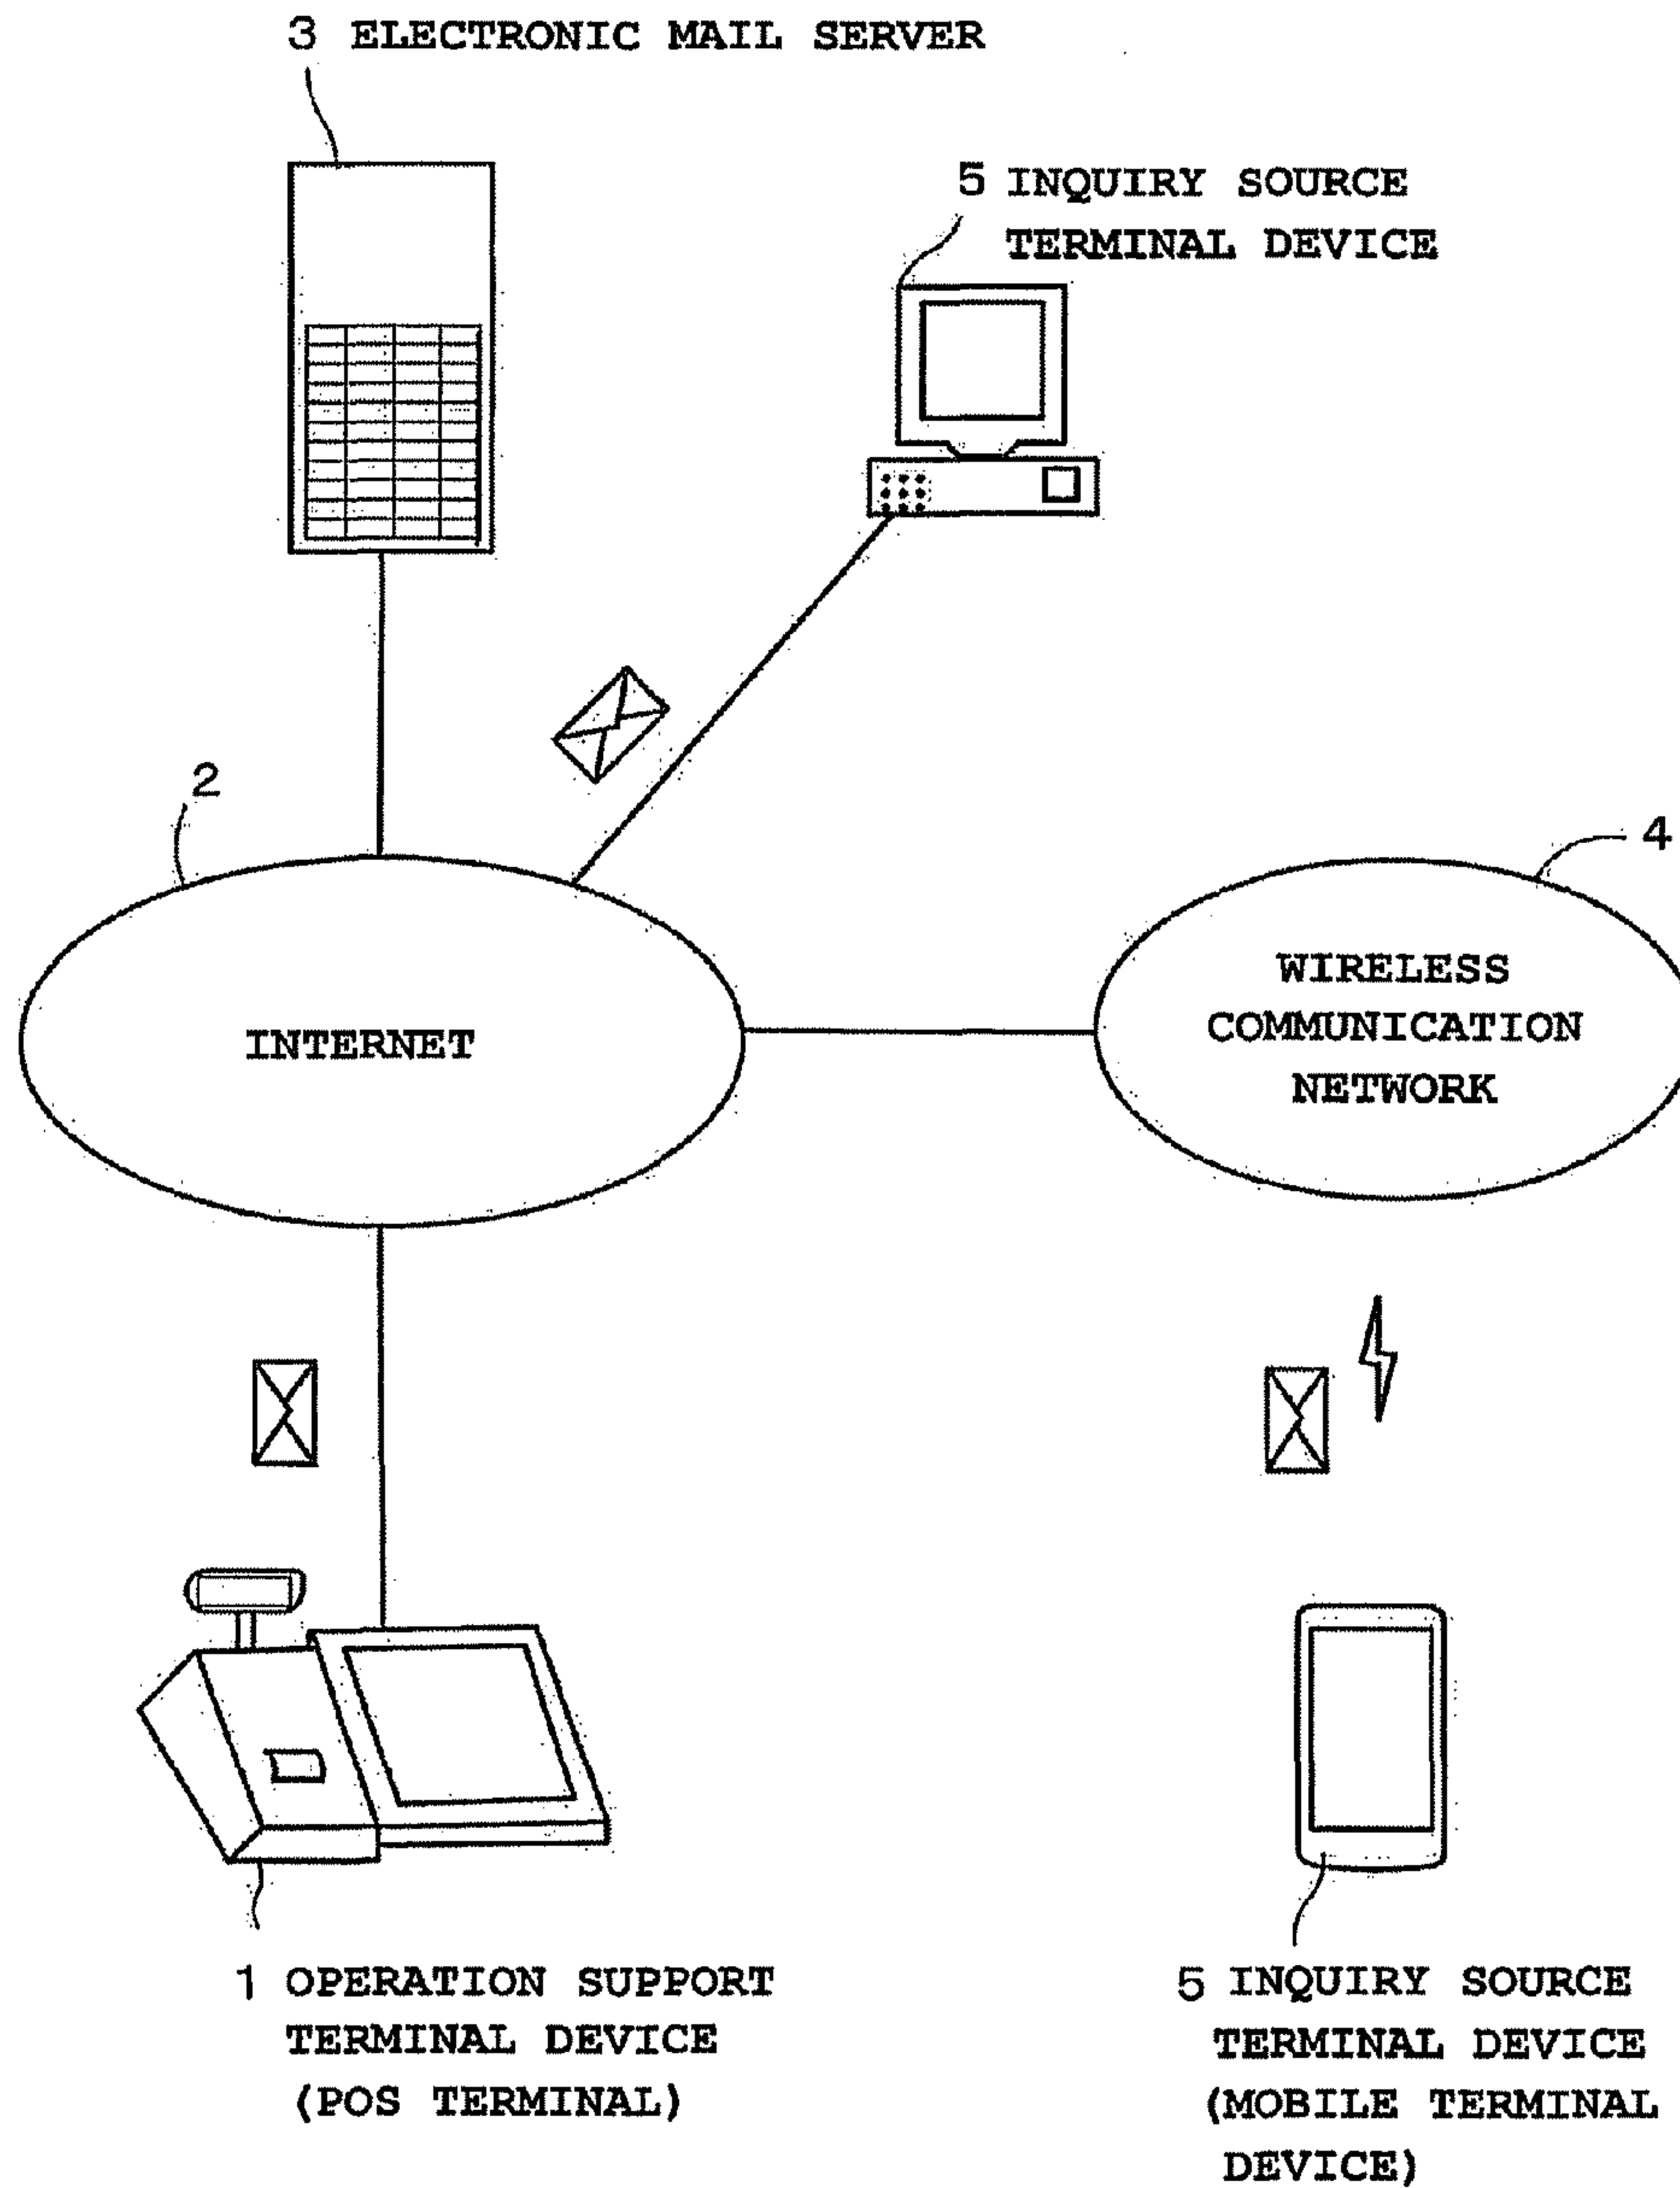 3 ELECTRONIC MAIL SERVER
5 INQUIRY SOURCE
TERMINAL DEVICE
2
4
INTERNET
WIRELESS
COMMUNICATION
NETWORK
1 OPERATION SUPPORT
TERMINAL DEVICE
(POS TERMINAL)
5 INQUIRY SOURCE
TERMINAL DEVICE
(MOBILE TERMINAL
DEVICE)